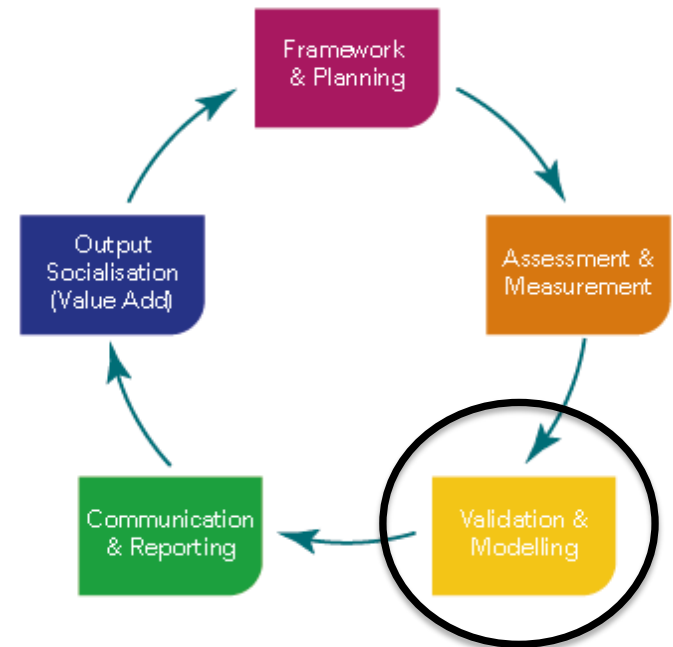 Framework
& Planning
Assessment &
Measurement
Validation &
Modelling
Communication
& Reporting
Output
Socialisation
(Value Add)